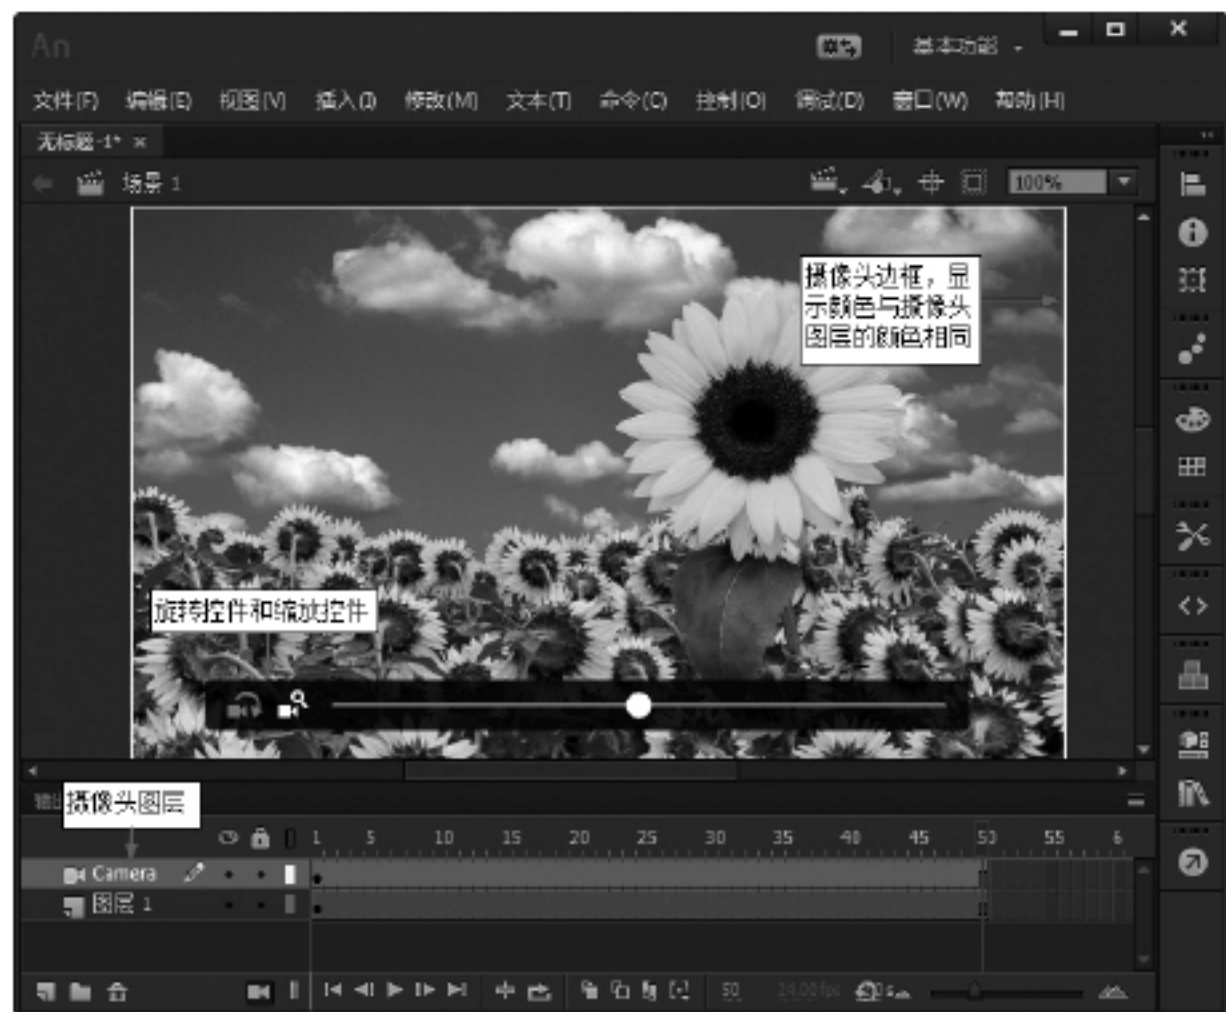 An
基本功能
文件(F) 编辑(E) 视图(V) 插入(I) 修改(M) 文本(T) 命令(C) 控制(O) 调试(D) 窗口(W) 帮助(H)
无标题-1*
场景 1
100%
摄像头边框，显
示颜色与摄像头
图层的颜色相同
旋转控件和缩放控件
摄像头图层
1 5 10 15 20 25 30 35 40 45 50 55 6
Camera
图层 1
50 24.00fps